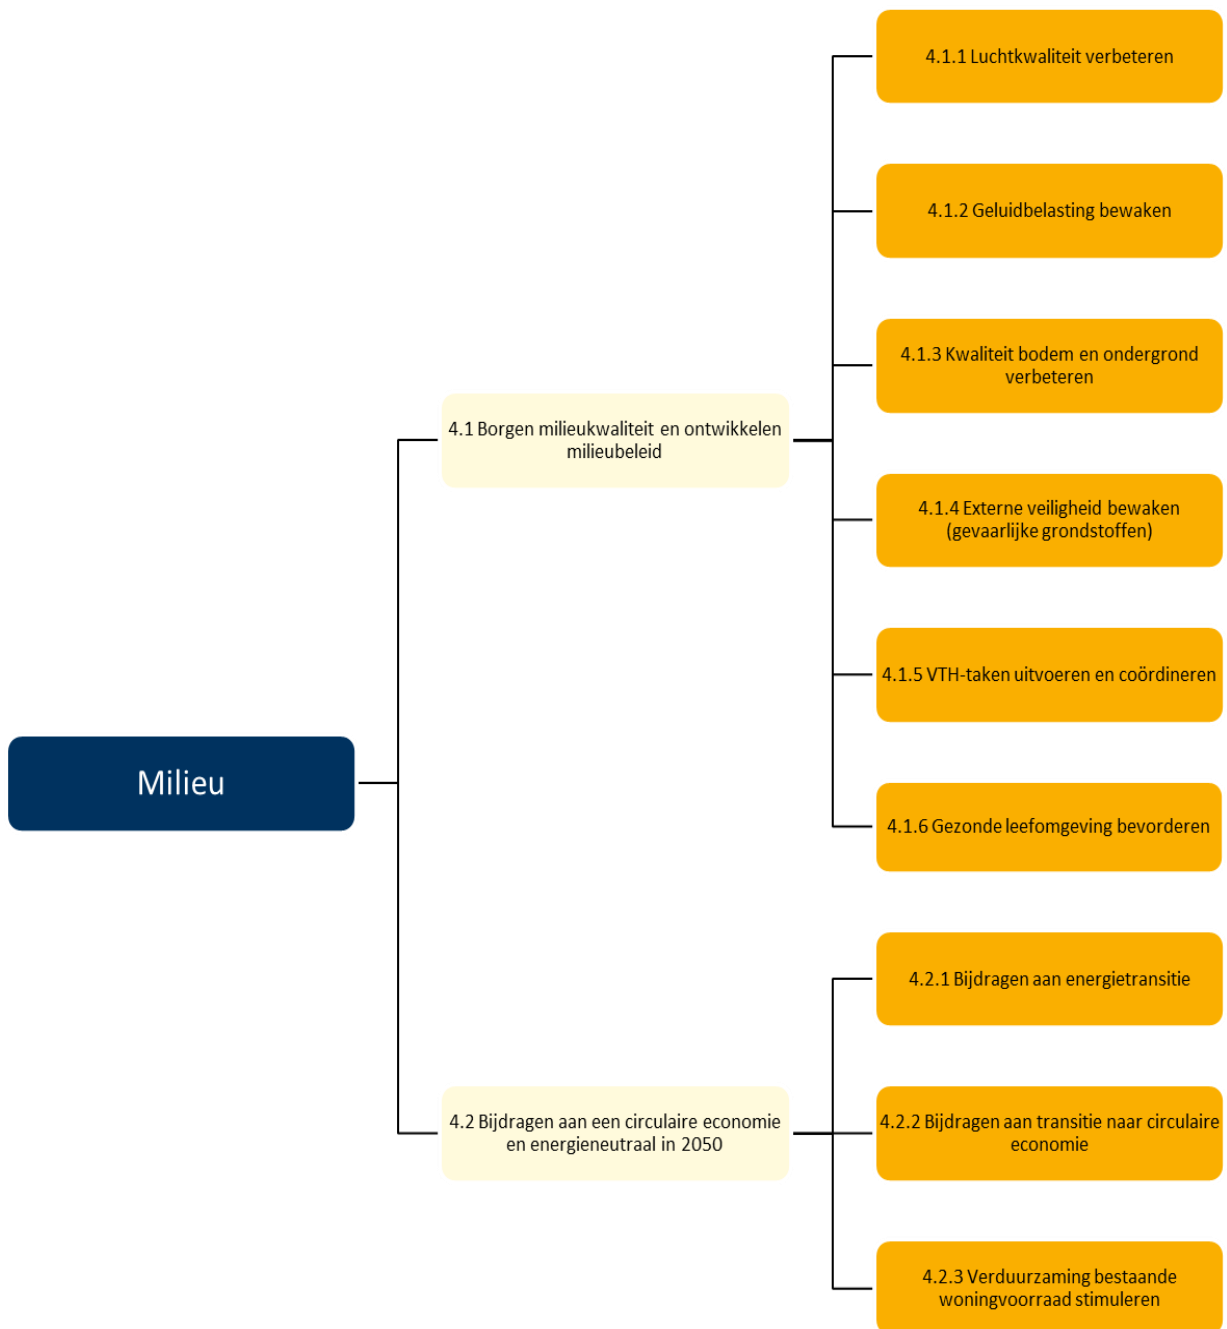 Milieu
4.1 Borgen milieukwaliteit en ontwikkelen
milieubeleid
4.1.1 Luchtkwaliteit verbeteren
4.1.2 Geluidbelasting bewaken
4.1.3 Kwaliteit bodem en ondergrond
verbeteren
4.1.4 Externe veiligheid bewaken
(gevaarlijke grondstoffen)
4.1.5 VTH-taken uitvoeren en coördineren
4.1.6 Gezonde leefomgeving bevorderen
4.2 Bijdragen aan een circulaire economie
en energieneutraal in 2050
4.2.1 Bijdragen aan energietransitie
4.2.2 Bijdragen aan transitie naar circulaire
economie
4.2.3 Verduurzaming bestaande
woningvoorraad stimuleren